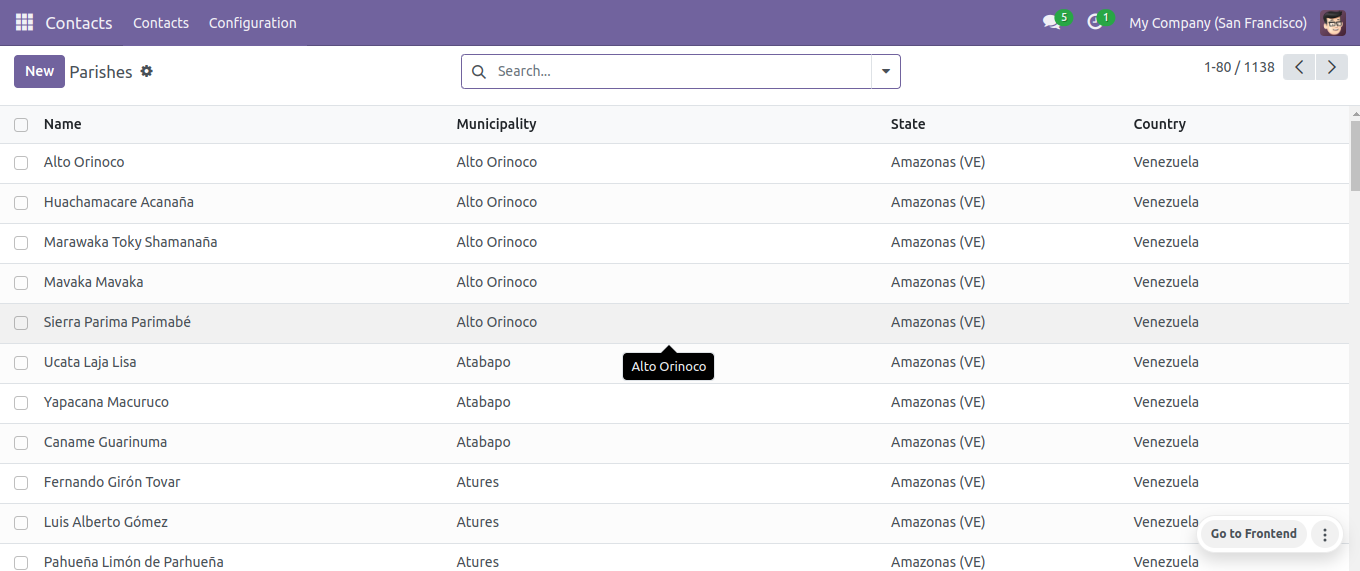 Contacts Contacts Configuration 5 1 My Company (San Francisco)
New Parishes Search... 1-80 / 1138
Name Municipality State Country
Alto Orinoco Alto Orinoco Amazonas (VE) Venezuela
Huachamacare Acanaña Alto Orinoco Amazonas (VE) Venezuela
Marawaka Toky Shamanaña Alto Orinoco Amazonas (VE) Venezuela
Mavaka Mavaka Alto Orinoco Amazonas (VE) Venezuela
Sierra Parima Parimabé Alto Orinoco Amazonas (VE) Venezuela
Ucata Laja Lisa Atabapo Amazonas (VE) Venezuela
Alto Orinoco
Yapacana Macuruco Atabapo Amazonas (VE) Venezuela
Caname Guarinuma Atabapo Amazonas (VE) Venezuela
Fernando Girón Tovar Atures Amazonas (VE) Venezuela
Luis Alberto Gómez Atures Amazonas (VE) Venezuela
Go to Frontend
Pahueña Limón de Parhueña Atures Amazonas (VE) Venezuela